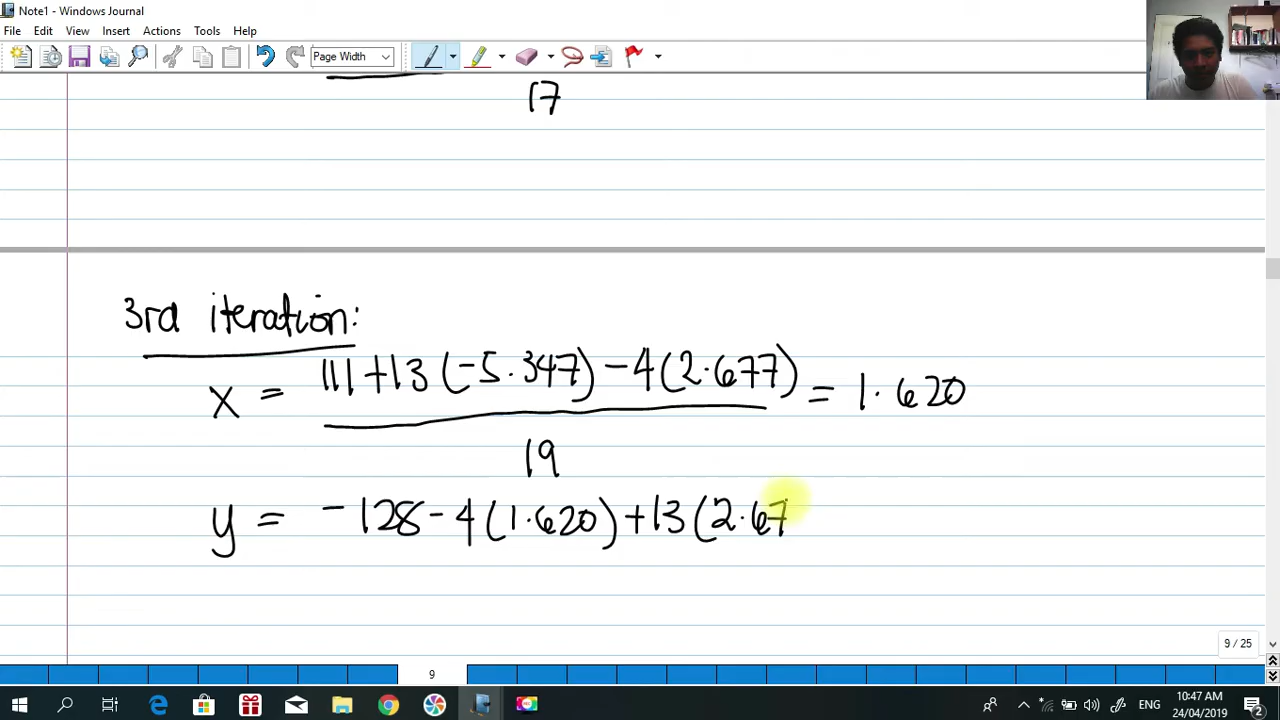 Note1 - Windows Journal
File Edit View Insert Actions Tools Help
Page Width
17
3rd iteration:
x = 111+13(-5.347)-4(2.677) = 1.620
19
y = -128-4(1.620)+13(2.67
9 / 25
9
ENG
10:47 AM
24/04/2019
2